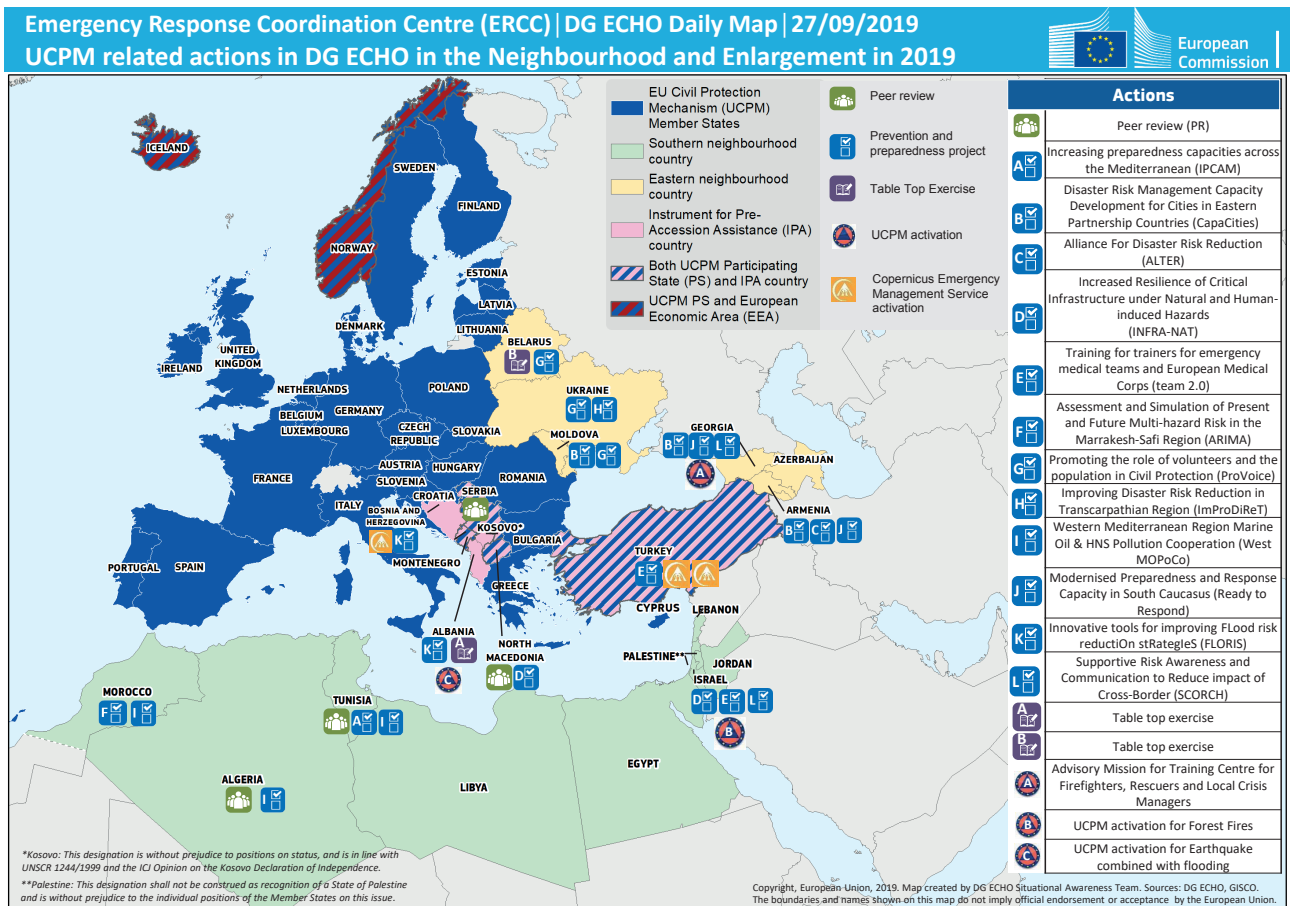 Emergency Response Coordination Centre (ERCC) | DG ECHO Daily Map | 27/09/2019
UCPM related actions in DG ECHO in the Neighbourhood and Enlargement in 2019
European
Commission
EU Civil Protection
Mechanism (UCPM)
Member States
Southern neighbourhood
country
Eastern neighbourhood
country
Instrument for Pre-
Accession Assistance (IPA)
country
Both UCPM Participating
State (PS) and IPA country
UCPM PS and European
Economic Area (EEA)
Peer review
Prevention and
preparedness project
Table Top Exercise
UCPM activation
Copernicus Emergency
Management Service
activation
ICELAND
SWEDEN
FINLAND
NORWAY
ESTONIA
LATVIA
LITHUANIA
DENMARK
BELARUS
B G
UNITED
KINGDOM
IRELAND
NETHERLANDS
POLAND
UKRAINE
G H
BELGIUM
GERMANY
LUXEMBOURG
CZECH
REPUBLIC
SLOVAKIA
MOLDOVA
B G
GEORGIA
B J L
A
AZERBAIJAN
ARMENIA
B C J
AUSTRIA
HUNGARY
SLOVENIA
ROMANIA
FRANCE
CROATIA
SERBIA
ITALY
BOSNIA AND
HERZEGOVINA
K
KOSOVO*
BULGARIA
MONTENEGRO
TURKEY
E
PORTUGAL
SPAIN
GREECE
CYPRUS
LEBANON
ALBANIA
K A
C
NORTH
MACEDONIA
D
PALESTINE**
JORDAN
ISRAEL
D E L
B
MOROCCO
F I
TUNISIA
A I
ALGERIA
I
LIBYA
EGYPT
*Kosovo: This designation is without prejudice to positions on status, and is in line with
UNSCR 1244/1999 and the ICJ Opinion on the Kosovo Declaration of Independence.
**Palestine: This designation shall not be construed as recognition of a State of Palestine
and is without prejudice to the individual positions of the Member States on this issue.
Actions
Peer review (PR)
A
Increasing preparedness capacities across
the Mediterranean (IPCAM)
B
Disaster Risk Management Capacity
Development for Cities in Eastern
Partnership Countries (CapaCities)
C
Alliance For Disaster Risk Reduction
(ALTER)
D
Increased Resilience of Critical
Infrastructure under Natural and Human-
induced Hazards
(INFRA-NAT)
E
Training for trainers for emergency
medical teams and European Medical
Corps (team 2.0)
F
Assessment and Simulation of Present
and Future Multi-hazard Risk in the
Marrakesh-Safi Region (ARIMA)
G
Promoting the role of volunteers and the
population in Civil Protection (ProVoice)
H
Improving Disaster Risk Reduction in
Transcarpathian Region (ImProDiReT)
I
Western Mediterranean Region Marine
Oil & HNS Pollution Cooperation (West
MOPoCo)
J
Modernised Preparedness and Response
Capacity in South Caucasus (Ready to
Respond)
K
Innovative tools for improving FLood risk
reductiOn stRategIeS (FLORIS)
L
Supportive Risk Awareness and
Communication to Reduce impact of
Cross-Border (SCORCH)
A
Table top exercise
B
Table top exercise
A
Advisory Mission for Training Centre for
Firefighters, Rescuers and Local Crisis
Managers
B
UCPM activation for Forest Fires
C
UCPM activation for Earthquake
combined with flooding
Copyright, European Union, 2019. Map created by DG ECHO Situational Awareness Team. Sources: DG ECHO, GISCO.
The boundaries and names shown on this map do not imply official endorsement or acceptance by the European Union.